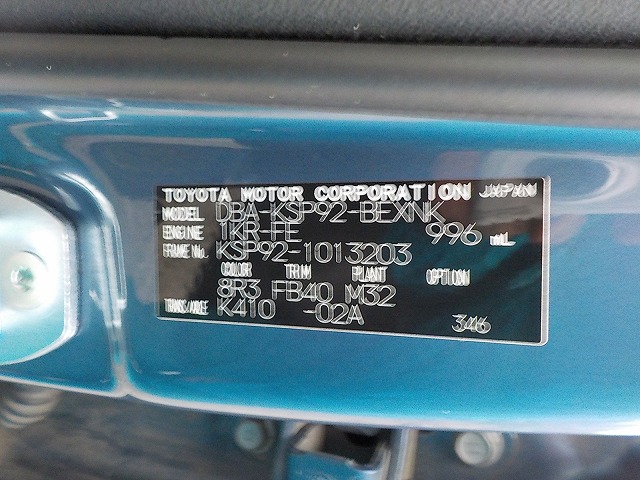 TOYOTA MOTOR CORPORATION JAPAN
MODEL DBA-KSP92-BEXNK
ENGINE 1KR-FE 996 mL
FRAME No. KSP92-1013203
COLOR TRIM PLANT OPTION
8R3 FB40 M32
TRANS/AXLE K410 -02A
346